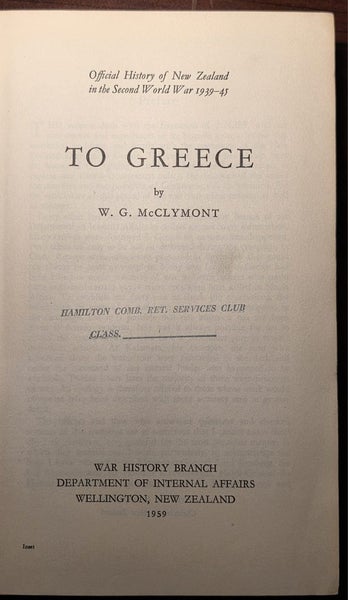 Official History of New Zealand
in the Second World War 1939–45
TO GREECE
by
W. G. McCLYMONT
HAMILTON COMB. RET. SERVICES CLUB
CLASS.
WAR HISTORY BRANCH
DEPARTMENT OF INTERNAL AFFAIRS
WELLINGTON, NEW ZEALAND
1959
Inset